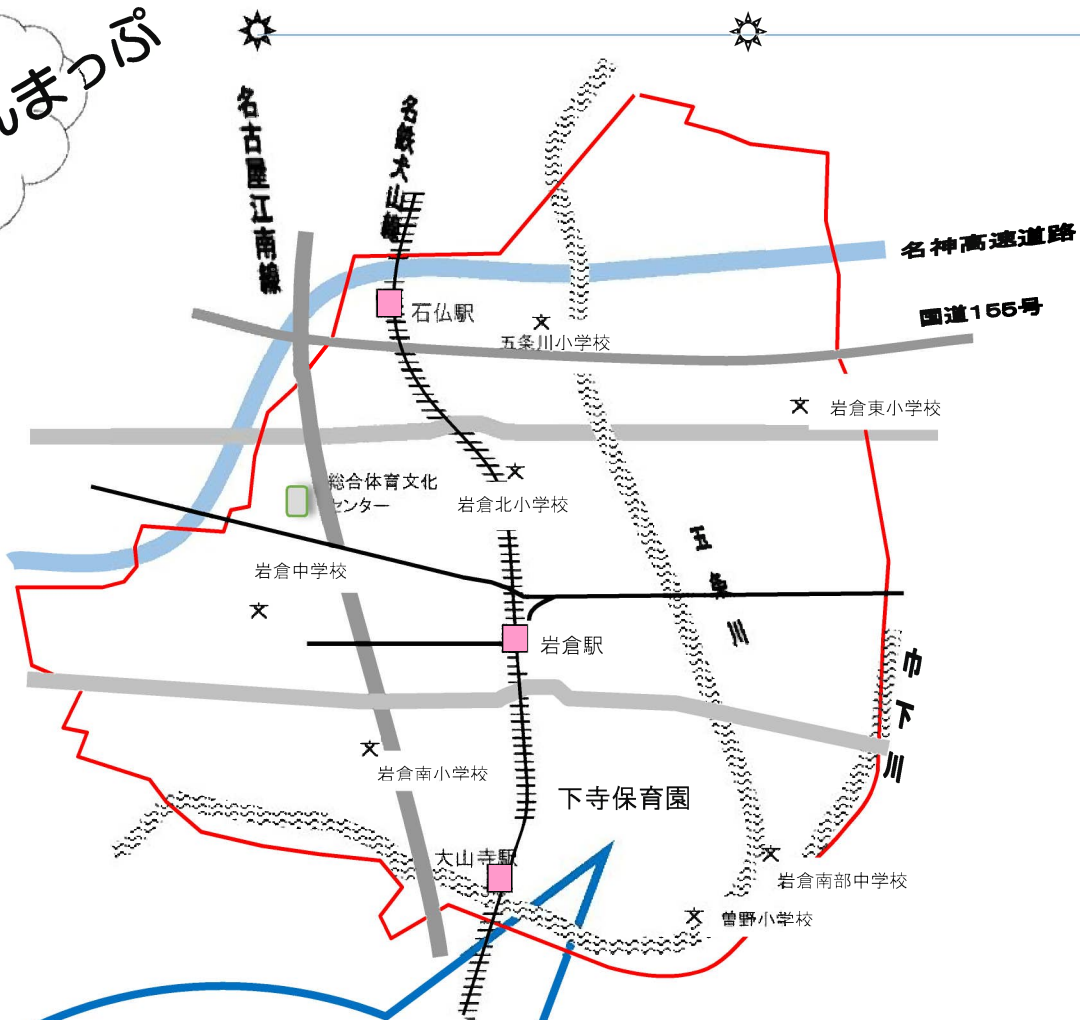 んまっぷ
名古屋江南線
名鉄犬山線
名神高速道路
国道155号
石仏駅
五条川小学校
岩倉東小学校
総合体育文化
センター
岩倉北小学校
五条川
岩倉中学校
岩倉駅
巾下川
岩倉南小学校
下寺保育園
大山寺駅
岩倉南部中学校
曽野小学校